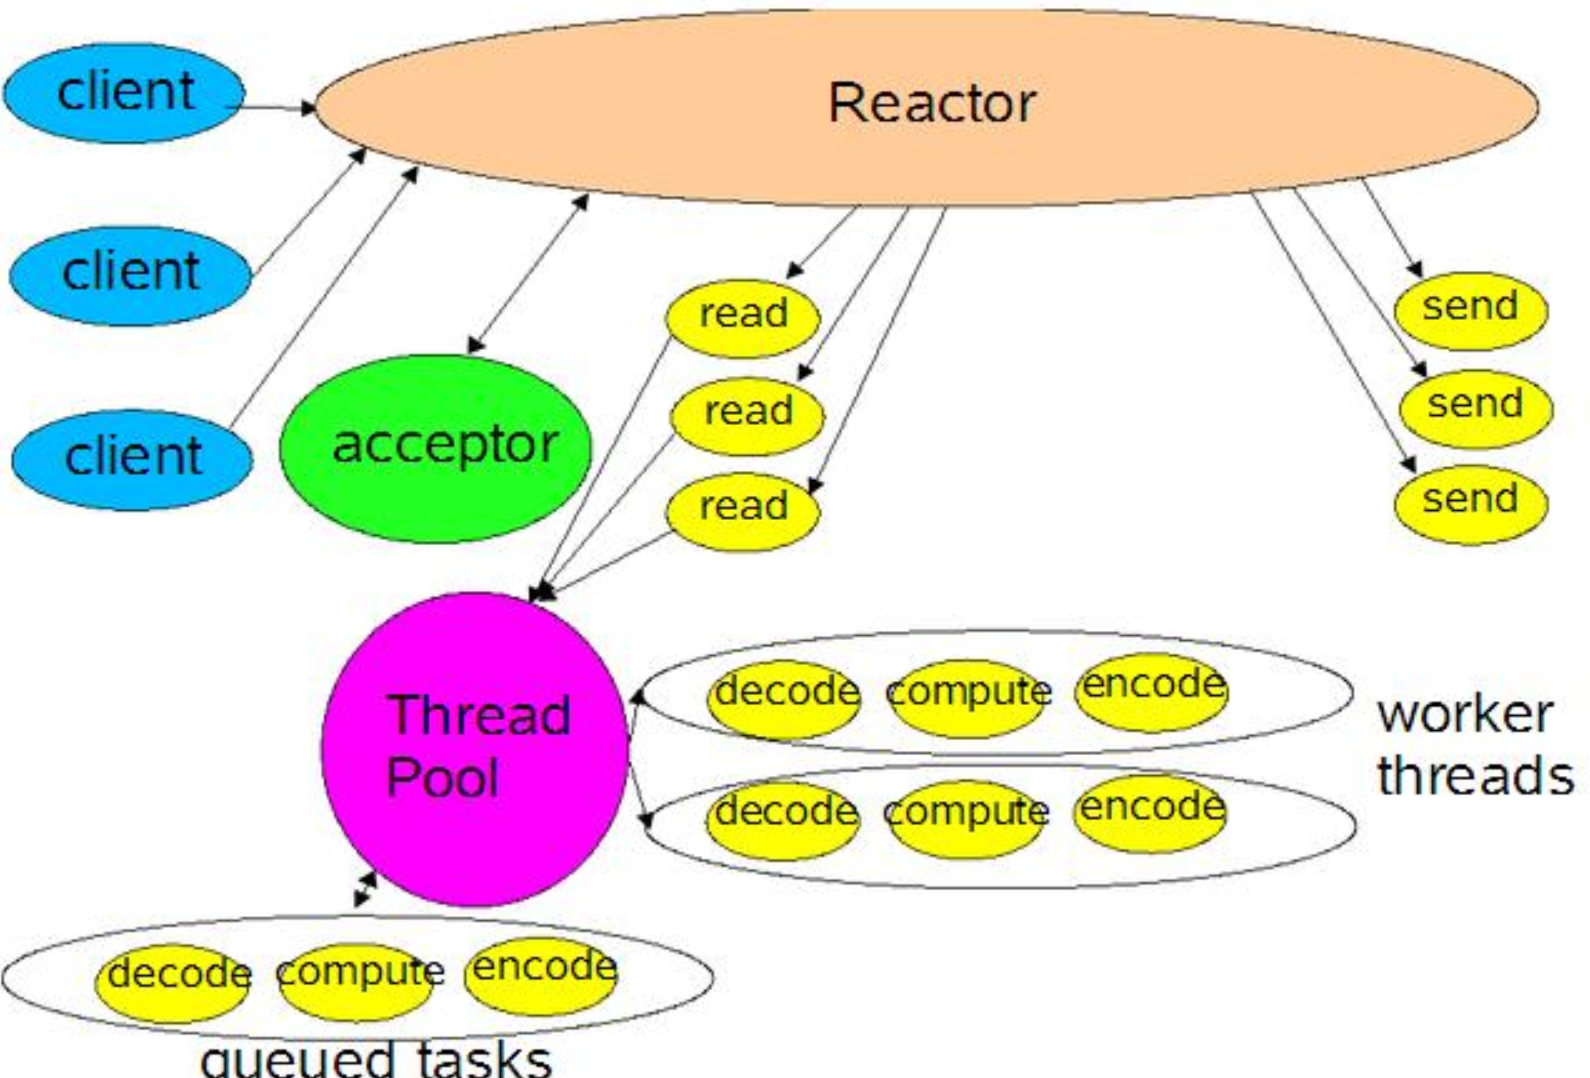 client
Reactor
client
client
acceptor
read
read
read
send
send
send
Thread
Pool
decode compute encode
decode compute encode
worker
threads
decode compute encode
queued tasks